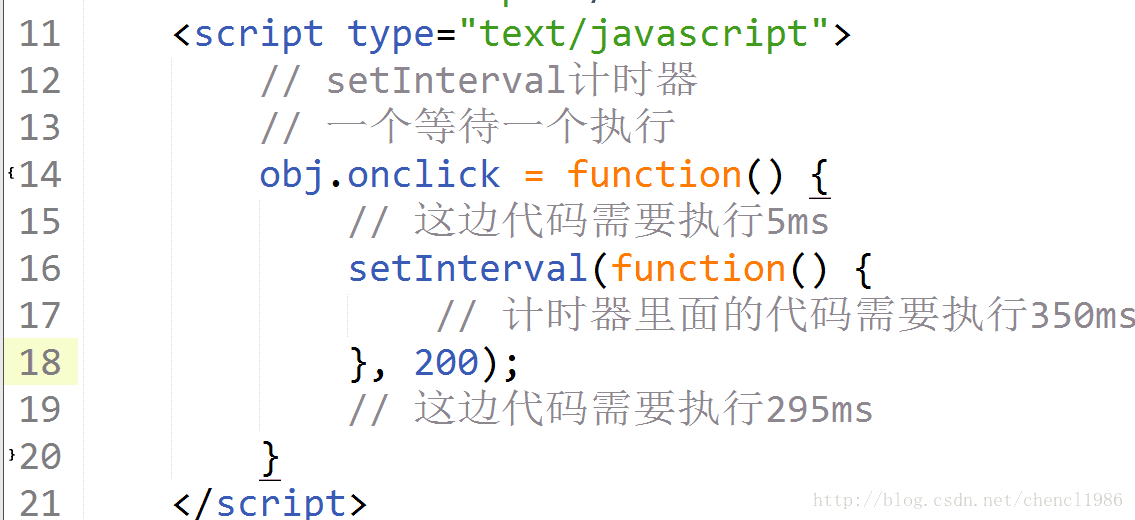 11 <script type="text/javascript">
12 // setInterval计时器
13 // 一个等待一个执行
14 obj.onclick = function() {
15 // 这边代码需要执行5ms
16 setInterval(function() {
17 // 计时器里面的代码需要执行350ms
18 }, 200);
19 // 这边代码需要执行295ms
20 }
21 </script>
http://blog.csdn.net/chencl1986